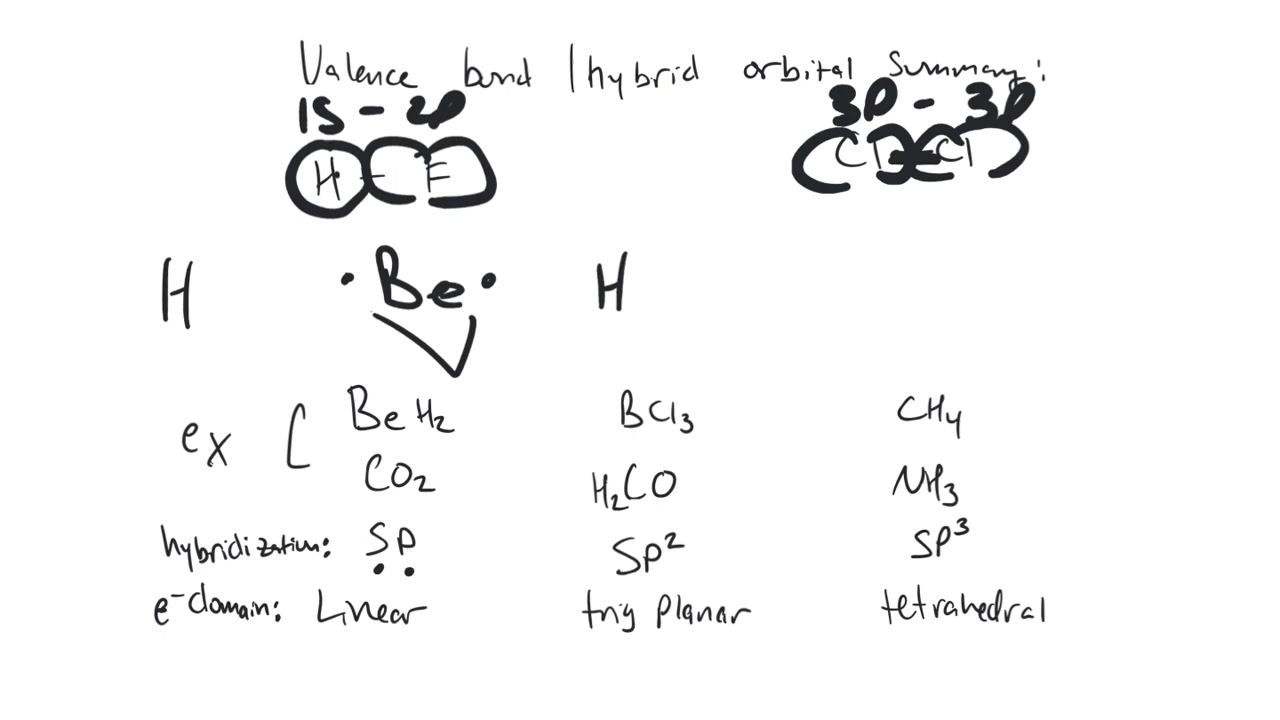 Valence bond / hybrid orbital Summary:
1S - 2P 3P - 3P
H - F Cl - Cl
H ·Be· H
ex [ BeH2 BCl3 CH4
CO2 H2CO NH3
hybridization: SP SP² SP³
e⁻domain: Linear trig planar tetrahedral